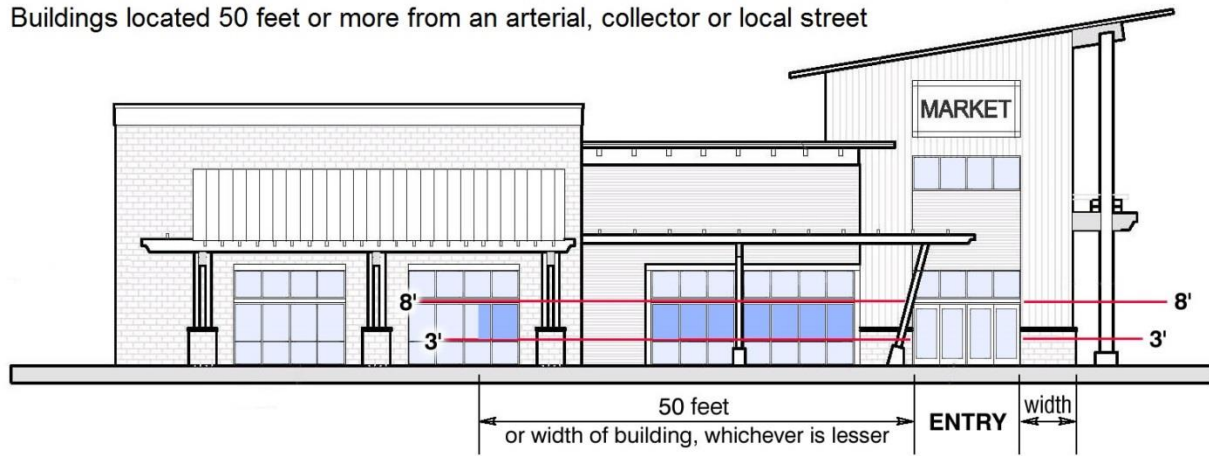 Buildings located 50 feet or more from an arterial, collector or local street
MARKET
8'
8'
3'
3'
50 feet
or width of building, whichever is lesser
ENTRY
width